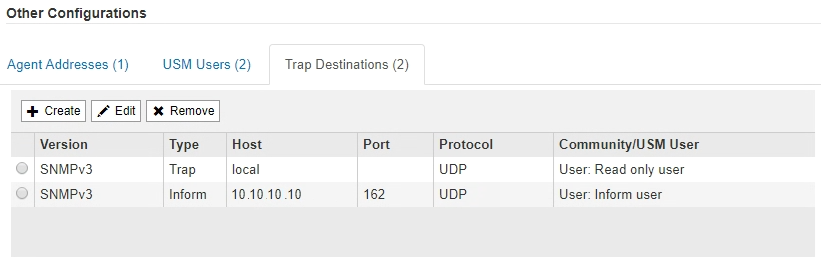 Other Configurations
Agent Addresses (1) USM Users (2) Trap Destinations (2)
Create Edit Remove
Version Type Host Port Protocol Community/USM User
SNMPv3 Trap local UDP User: Read only user
SNMPv3 Inform 10.10 10 .10 162 UDP User: Inform user